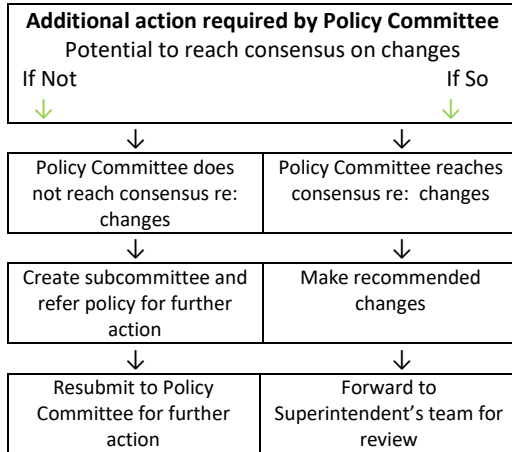 Additional action required by Policy Committee
Potential to reach consensus on changes
If Not If So
Policy Committee does
not reach consensus re:
changes
Policy Committee reaches
consensus re: changes
Create subcommittee and
refer policy for further
action
Make recommended
changes
Resubmit to Policy
Committee for further
action
Forward to
Superintendent’s team for
review